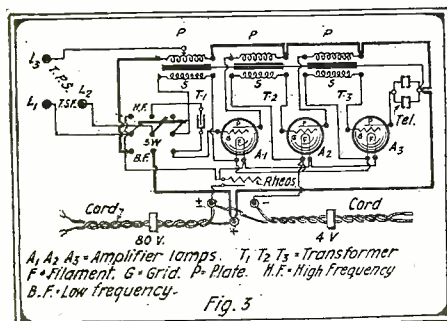 P P P
L3
T.P.S.
S S S
L1 T.S.F. L2
H.F. T1 T2 T3
SW
Tel.
B.F. A1 A2 A3
Rheos.
+ -
Cord Cord
+
80 V. 4 V
A1 A2 A3 = Amplifier lamps. T1 T2 T3 = Transformer
F = Filament. G = Grid. P = Plate. H.F. = High Frequency
B.F. = Low frequency.
Fig. 3